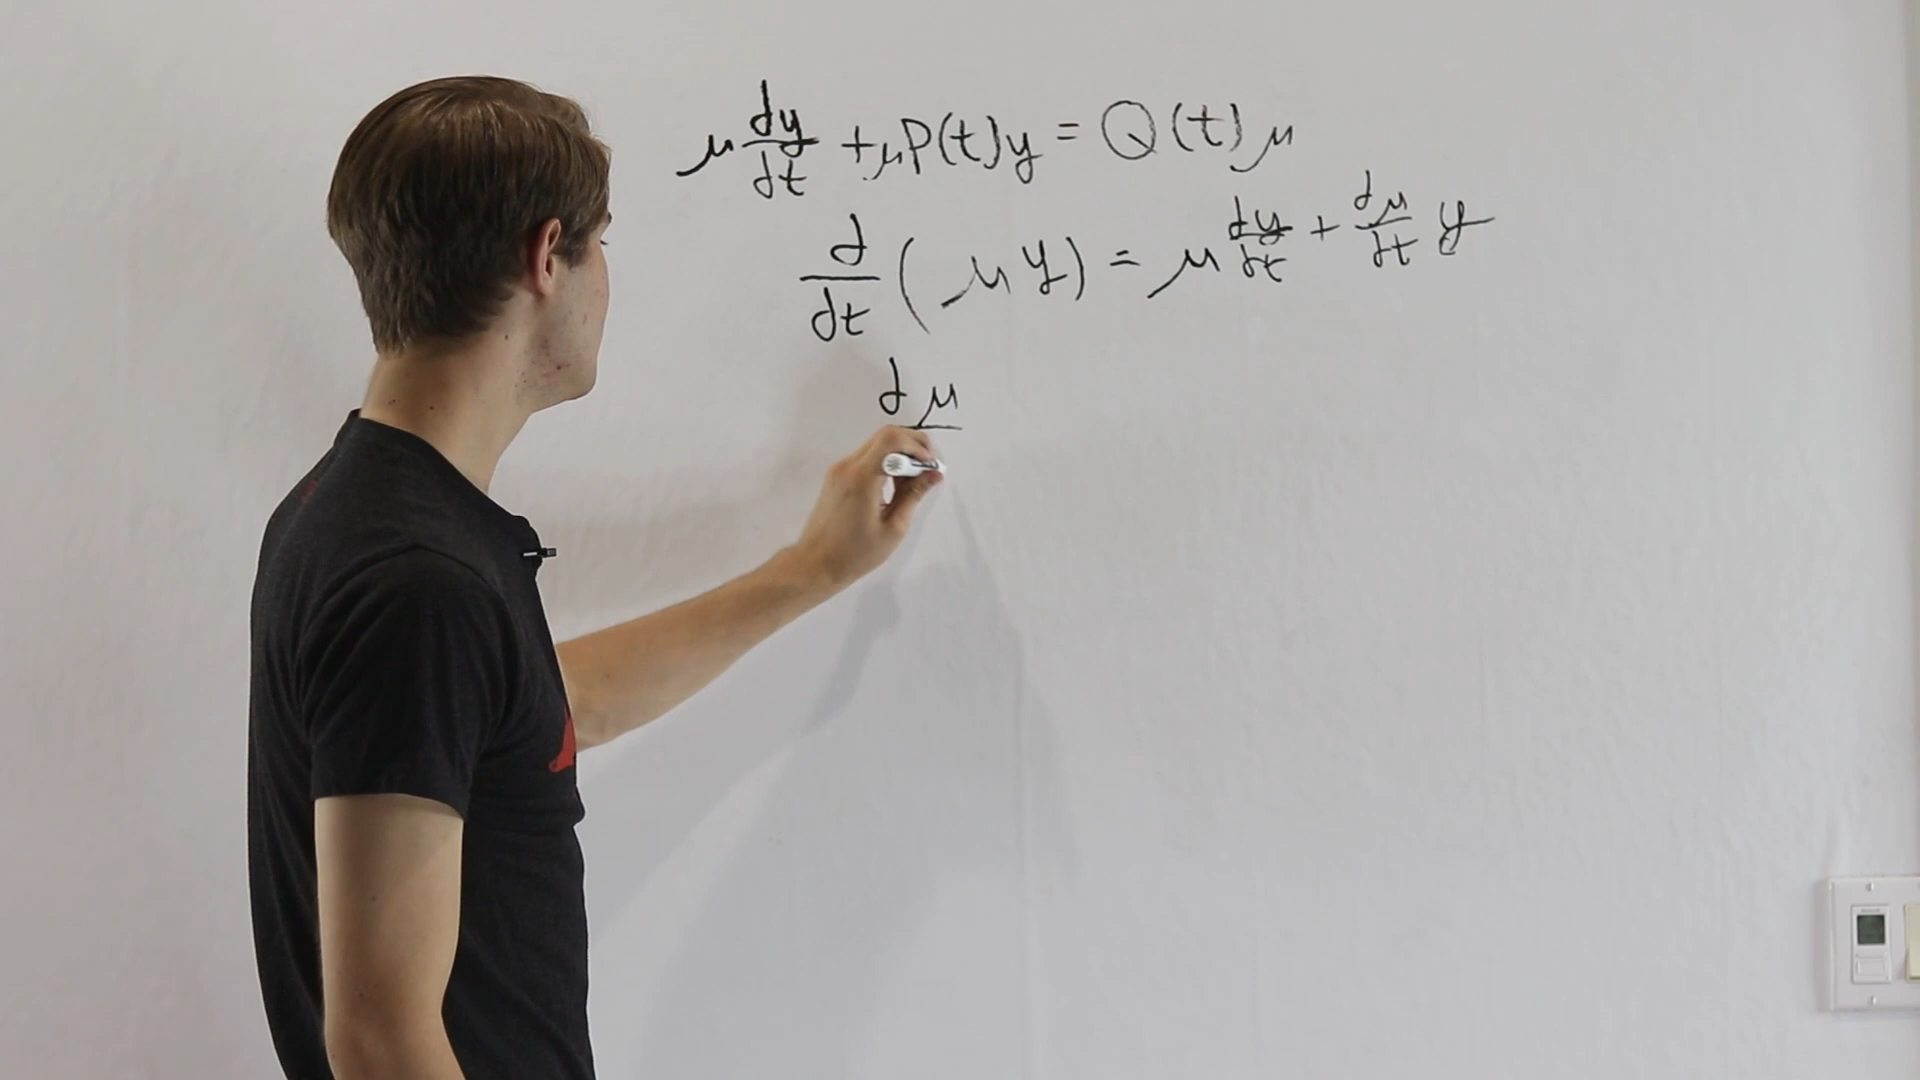 μ dy/dt + μP(t)y = Q(t)μ
d/dt (μy) = μ dy/dt + dμ/dt y
dμ